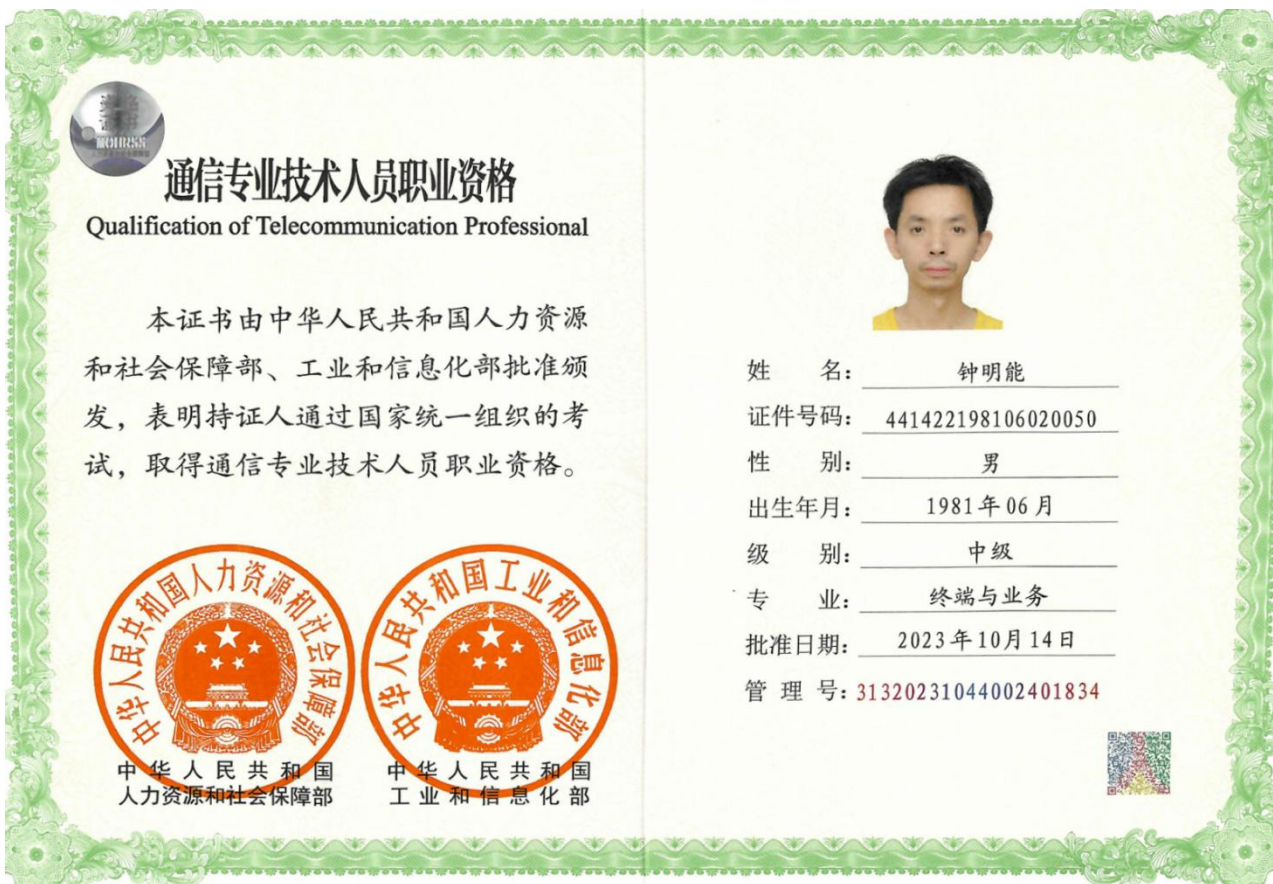 资格
证书
MOHRSS
通信专业技术人员职业资格
Qualification of Telecommunication Professional
本证书由中华人民共和国人力资源
和社会保障部、工业和信息化部批准颁
发，表明持证人通过国家统一组织的考
试，取得通信专业技术人员职业资格。
中华人民共和国人力资源和社会保障部
中华人民共和国
人力资源和社会保障部
中华人民共和国工业和信息化部
中华人民共和国
工业和信息化部
姓名：钟明能
证件号码：441422198106020050
性别：男
出生年月：1981年06月
级别：中级
专业：终端与业务
批准日期：2023年10月14日
管理号：31320231044002401834